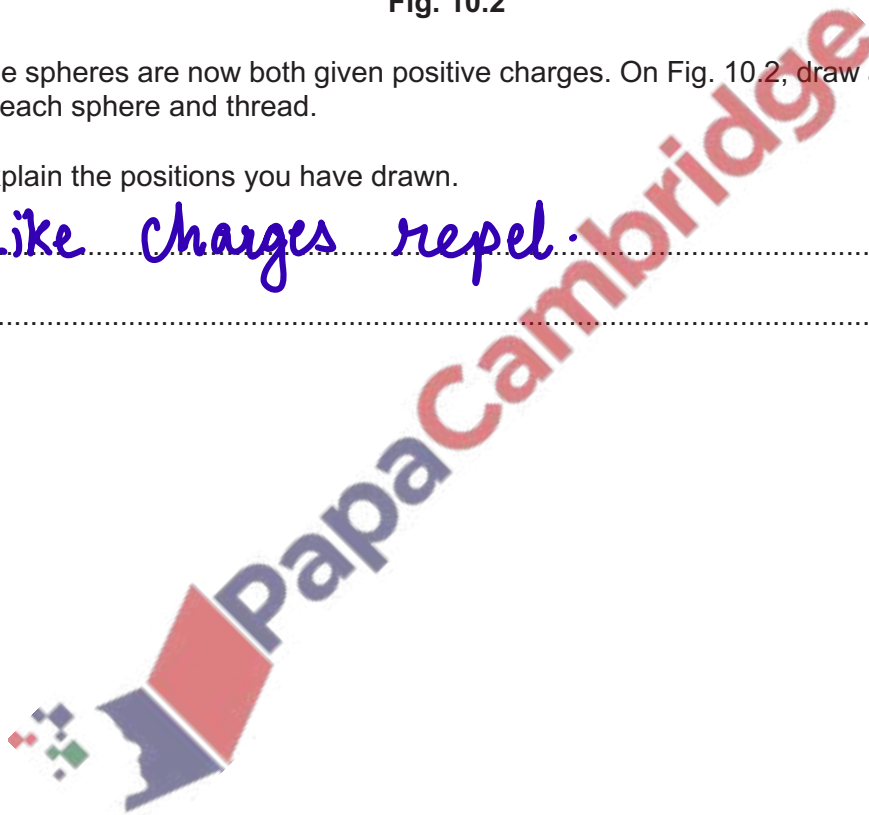 Fig. 10.2
e spheres are now both given positive charges. On Fig. 10.2, draw
each sphere and thread.
plain the positions you have drawn.
ike charges repel.
PapaCambridge